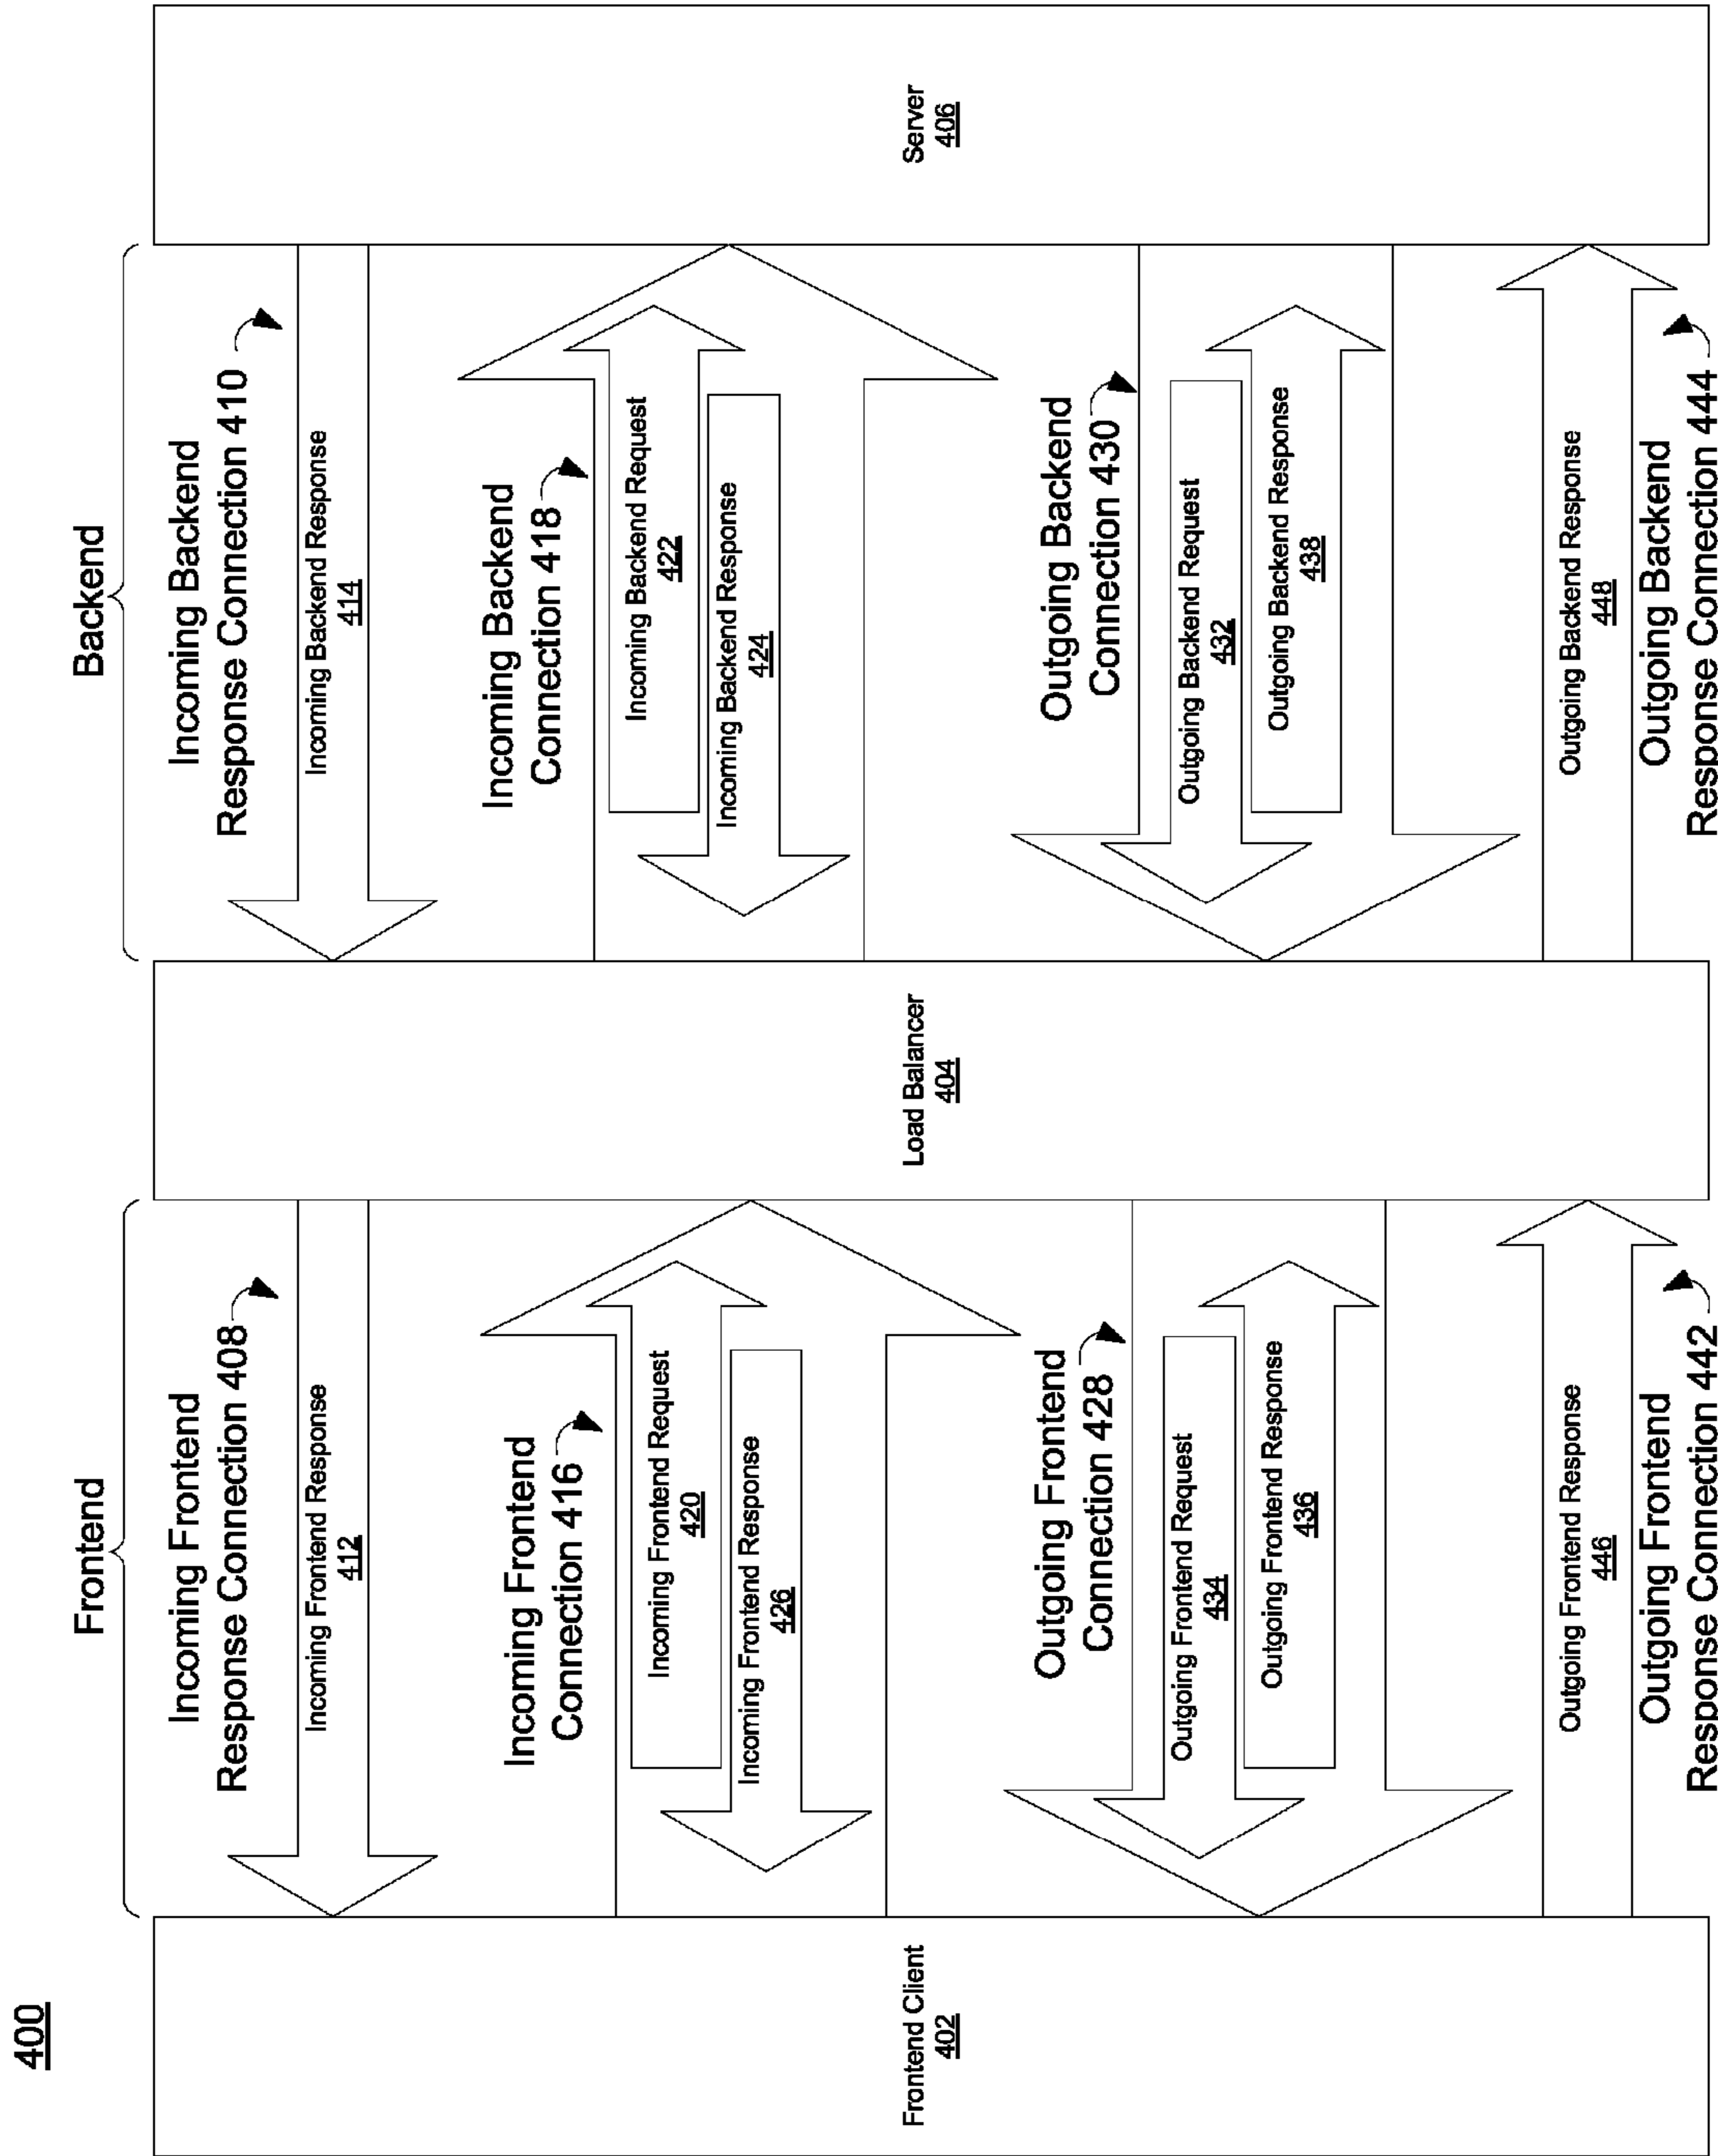 400
Frontend
Backend
Frontend Client
402
Load Balancer
404
Server
406
Incoming Frontend
Response Connection 408
Incoming Frontend Response
412
Incoming Backend
Response Connection 410
Incoming Backend Response
414
Incoming Frontend
Connection 416
Incoming Frontend Request
420
Incoming Frontend Response
426
Incoming Backend
Connection 418
Incoming Backend Request
422
Incoming Backend Response
424
Outgoing Frontend
Connection 428
Outgoing Frontend Request
434
Outgoing Frontend Response
436
Outgoing Backend
Connection 430
Outgoing Backend Request
432
Outgoing Backend Response
438
Outgoing Frontend Response
446
Outgoing Frontend
Response Connection 442
Outgoing Backend Response
448
Outgoing Backend
Response Connection 444